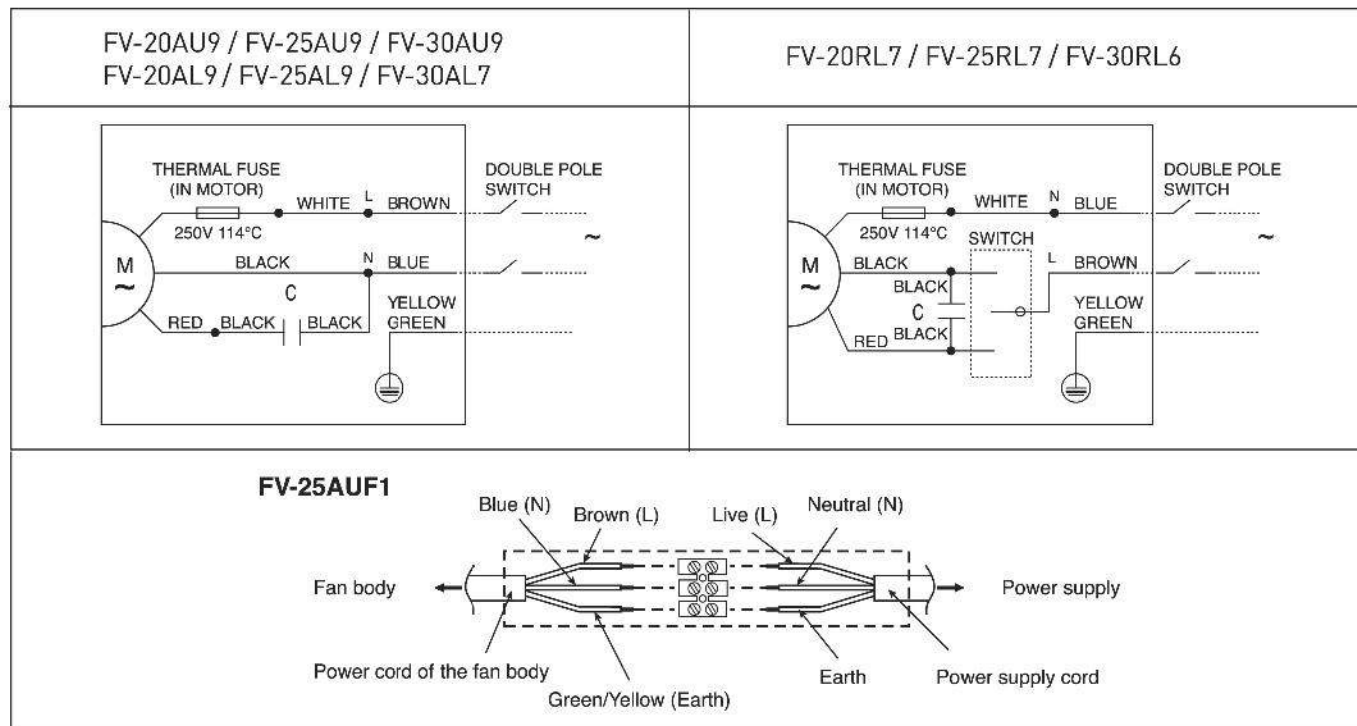 FV-20AU9 / FV-25AU9 / FV-30AU9
FV-20AL9 / FV-25AL9 / FV-30AL7
THERMAL FUSE
(IN MOTOR)
WHITE
L
BROWN
DOUBLE POLE
SWITCH
250V 114°C
~
M
~
BLACK
N
BLUE
C
RED
BLACK
BLACK
YELLOW
GREEN
FV-20RL7 / FV-25RL7 / FV-30RL6
THERMAL FUSE
(IN MOTOR)
WHITE
N
BLUE
DOUBLE POLE
SWITCH
250V 114°C
SWITCH
~
M
~
BLACK
L
BROWN
BLACK
C
BLACK
RED
YELLOW
GREEN
FV-25AUF1
Blue (N)
Brown (L)
Live (L)
Neutral (N)
Fan body
Power supply
Power cord of the fan body
Green/Yellow (Earth)
Earth
Power supply cord